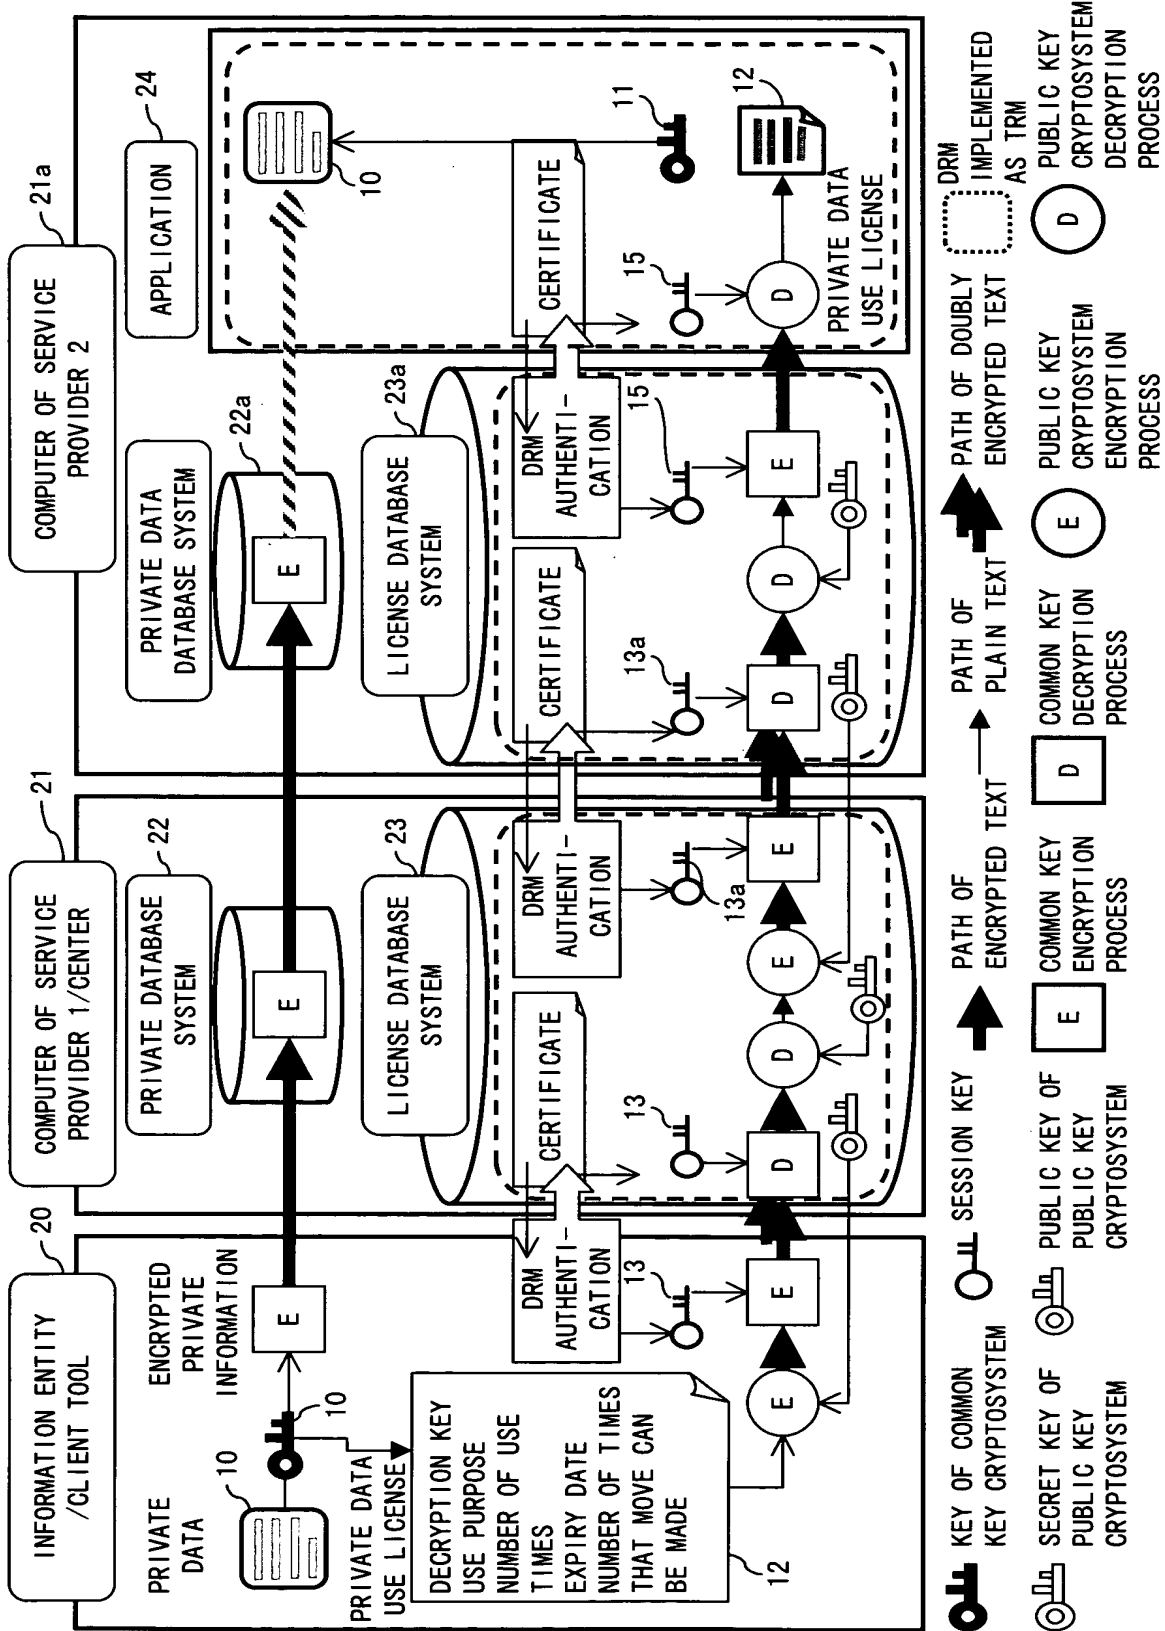 INFORMATION ENTITY
/CLIENT TOOL
20
PRIVATE
DATA
10
10
ENCRYPTED
PRIVATE
INFORMATION
E
PRIVATE DATA
USE LICENSE
DECRYPTION KEY
USE PURPOSE
NUMBER OF USE
TIMES
EXPIRY DATE
NUMBER OF TIMES
THAT MOVE CAN
BE MADE
12
DRM
AUTHENTI-
CATION
13
E
E
COMPUTER OF SERVICE
PROVIDER 1/CENTER
21
PRIVATE DATABASE
SYSTEM
22
E
LICENSE DATABASE
SYSTEM
23
CERTIFICATE
DRM
AUTHENTI-
CATION
13
13a
D
D
E
E
COMPUTER OF SERVICE
PROVIDER 2
21a
PRIVATE DATA
DATABASE SYSTEM
22a
E
LICENSE DATABASE
SYSTEM
23a
CERTIFICATE
DRM
AUTHENTI-
CATION
13a
15
D
D
E
APPLICATION
24
10
CERTIFICATE
11
15
12
D
PRIVATE DATA
USE LICENSE
KEY OF COMMON
KEY CRYPTOSYSTEM
SESSION KEY
PATH OF
ENCRYPTED TEXT
PATH OF
PLAIN TEXT
PATH OF DOUBLY
ENCRYPTED TEXT
DRM
IMPLEMENTED
AS TRM
SECRET KEY OF
PUBLIC KEY
CRYPTOSYSTEM
PUBLIC KEY OF
PUBLIC KEY
CRYPTOSYSTEM
E
COMMON KEY
ENCRYPTION
PROCESS
D
COMMON KEY
DECRYPTION
PROCESS
E
PUBLIC KEY
CRYPTOSYSTEM
ENCRYPTION
PROCESS
D
PUBLIC KEY
CRYPTOSYSTEM
DECRYPTION
PROCESS